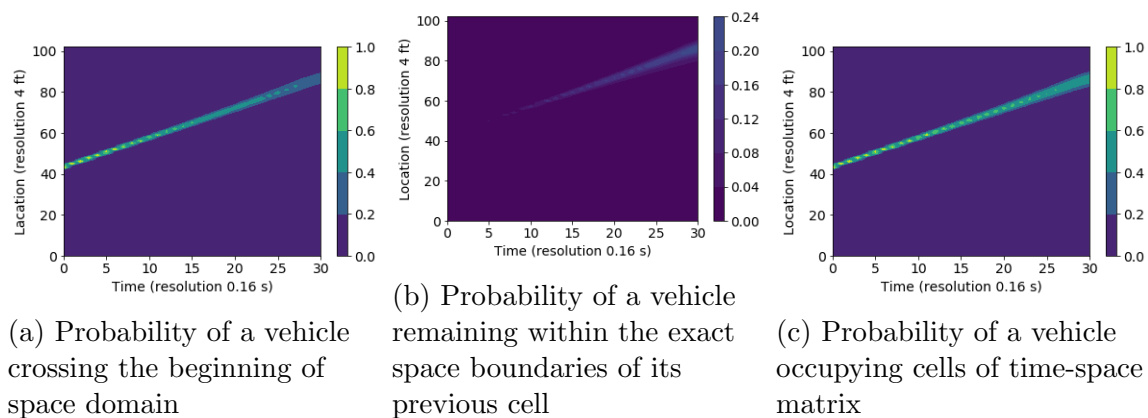 100
80
60
40
20
0
0 5 10 15 20 25 30
1.0
0.8
0.6
0.4
0.2
0.0
Lacation (resolution 4 ft)
Time (resolution 0.16 s)
(a) Probability of a vehicle
crossing the beginning of
space domain
100
80
60
40
20
0
0 5 10 15 20 25 30
0.24
0.20
0.16
0.12
0.08
0.04
0.00
Location (resolution 4 ft)
Time (resolution 0.16 s)
(b) Probability of a vehicle
remaining within the exact
space boundaries of its
previous cell
100
80
60
40
20
0
0 5 10 15 20 25 30
1.0
0.8
0.6
0.4
0.2
0.0
Location (resolution 4 ft)
Time (resolution 0.16 s)
(c) Probability of a vehicle
occupying cells of time-space
matrix